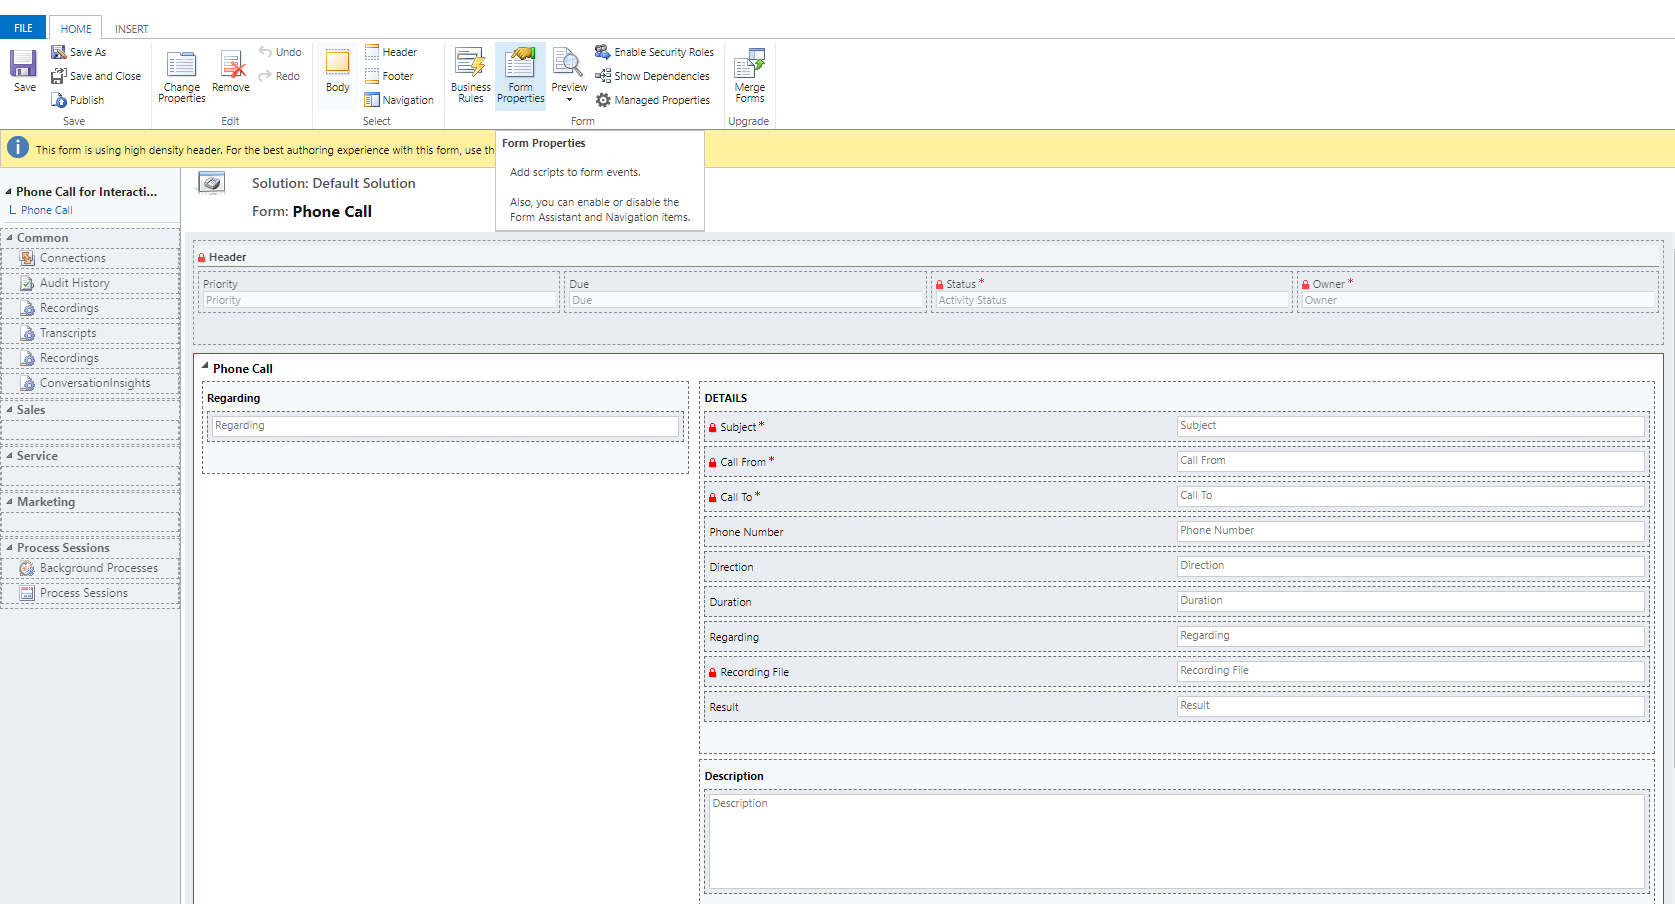 FILE
HOME
INSERT
Save
Save As
Save and Close
Publish
Save
Change Properties
Remove
Undo
Redo
Edit
Body
Header
Footer
Navigation
Select
Business Rules
Form Properties
Preview
Enable Security Roles
Show Dependencies
Managed Properties
Form
Merge Forms
Upgrade
This form is using high density header. For the best authoring experience with this form, use th
Form Properties
Add scripts to form events.
Also, you can enable or disable the
Form Assistant and Navigation items.
Phone Call for Interacti...
Phone Call
Common
Connections
Audit History
Recordings
Transcripts
Recordings
ConversationInsights
Sales
Service
Marketing
Process Sessions
Background Processes
Process Sessions
Solution: Default Solution
Form: Phone Call
Header
Priority
Priority
Due
Due
Status *
Activity Status
Owner *
Owner
Phone Call
Regarding
Regarding
DETAILS
Subject *
Subject
Call From *
Call From
Call To *
Call To
Phone Number
Phone Number
Direction
Direction
Duration
Duration
Regarding
Regarding
Recording File
Recording File
Result
Result
Description
Description